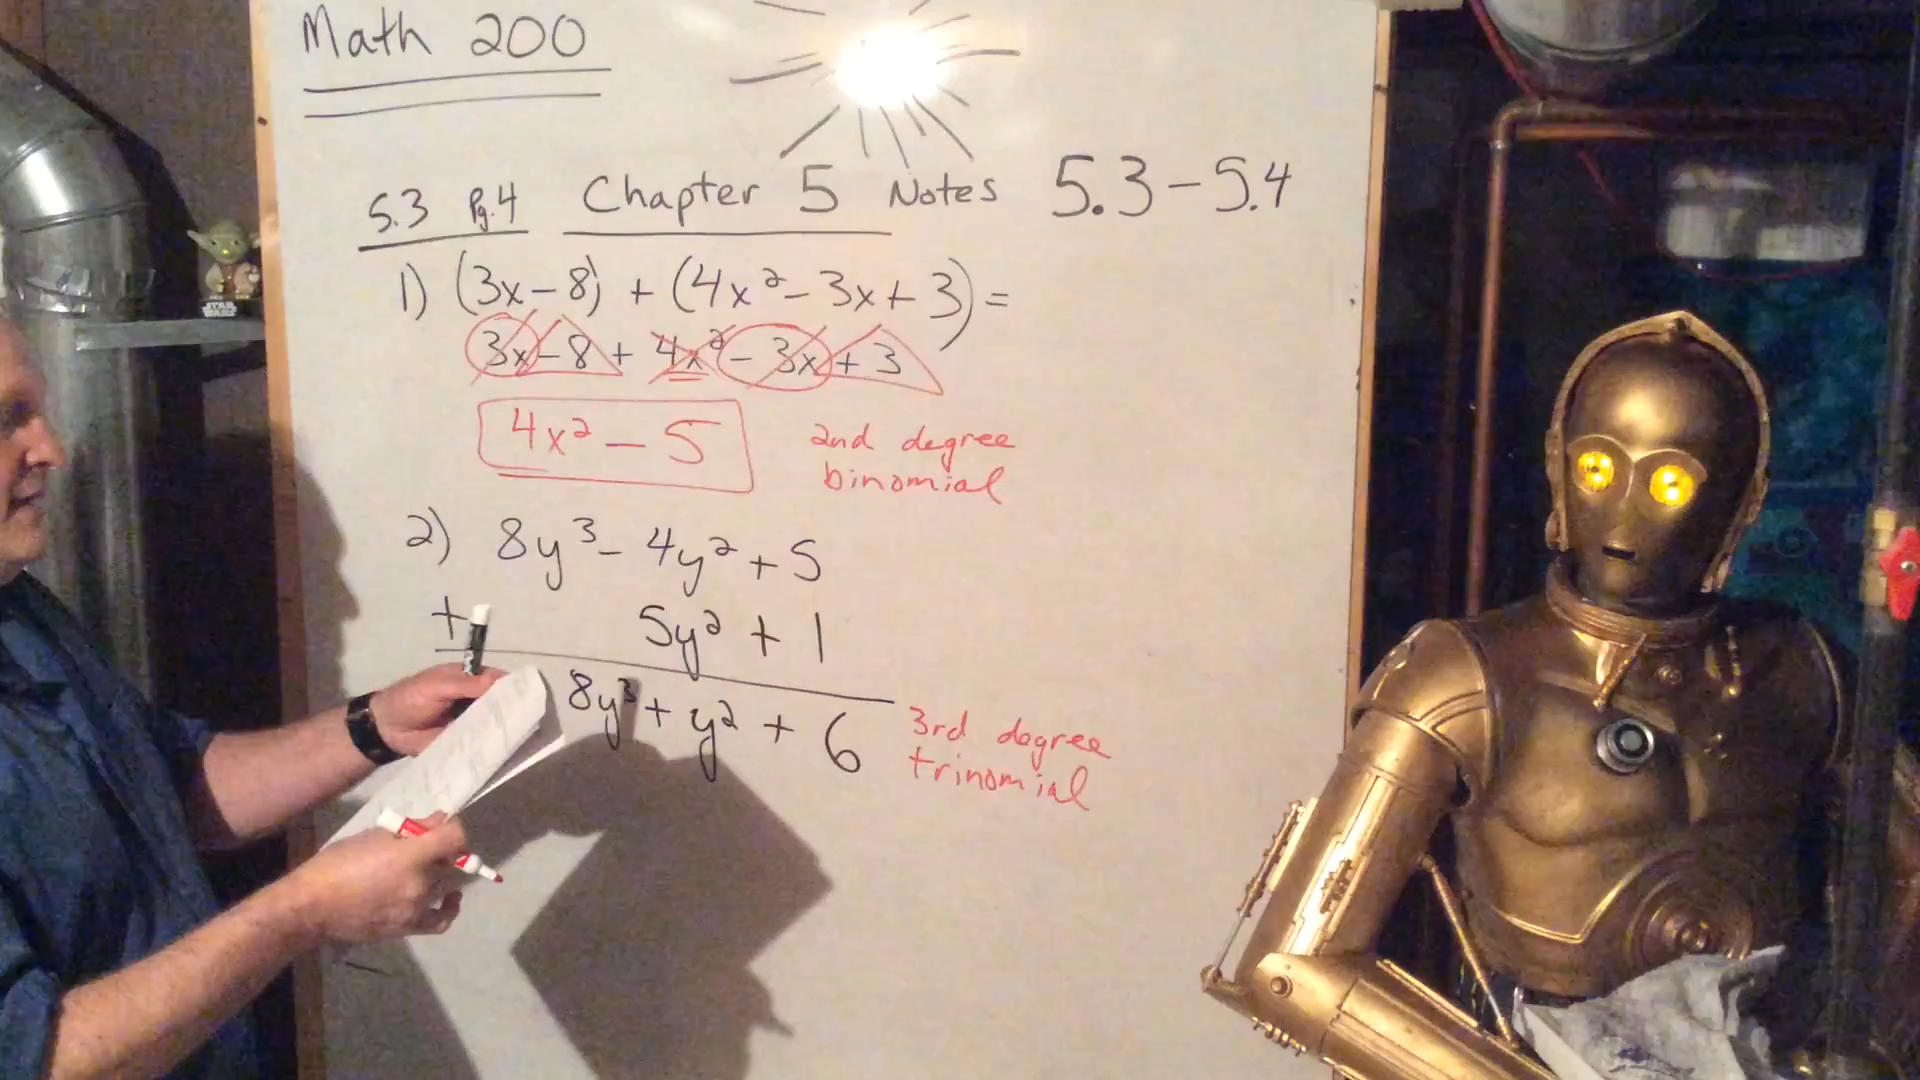 Math 200
5.3 Pg.4 Chapter 5 Notes 5.3-5.4
1) (3x-8) + (4x²-3x+3) =
3x-8 + 4x² - 3x + 3
4x² - 5
2nd degree
binomial
2) 8y³ - 4y² + 5
+ 5y² + 1
8y³ + y² + 6
3rd degree
trinomial
STAR
WARS